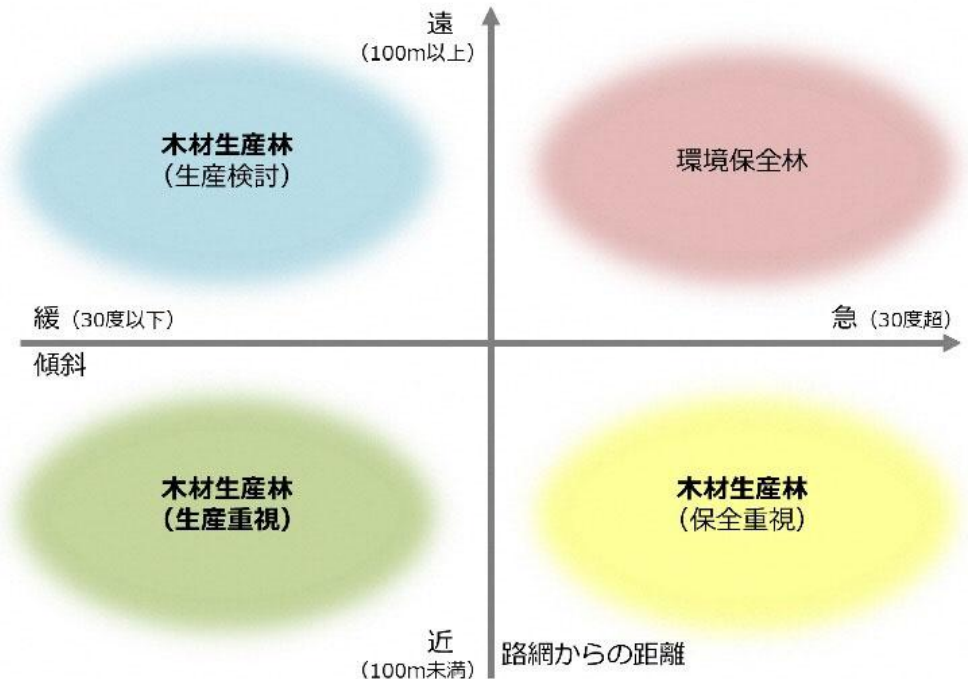 遠
(100m以上)
木材生産林
(生産検討)
環境保全林
緩 (30度以下)
急 (30度超)
傾斜
木材生産林
(生産重視)
木材生産林
(保全重視)
近
(100m未満)
路網からの距離